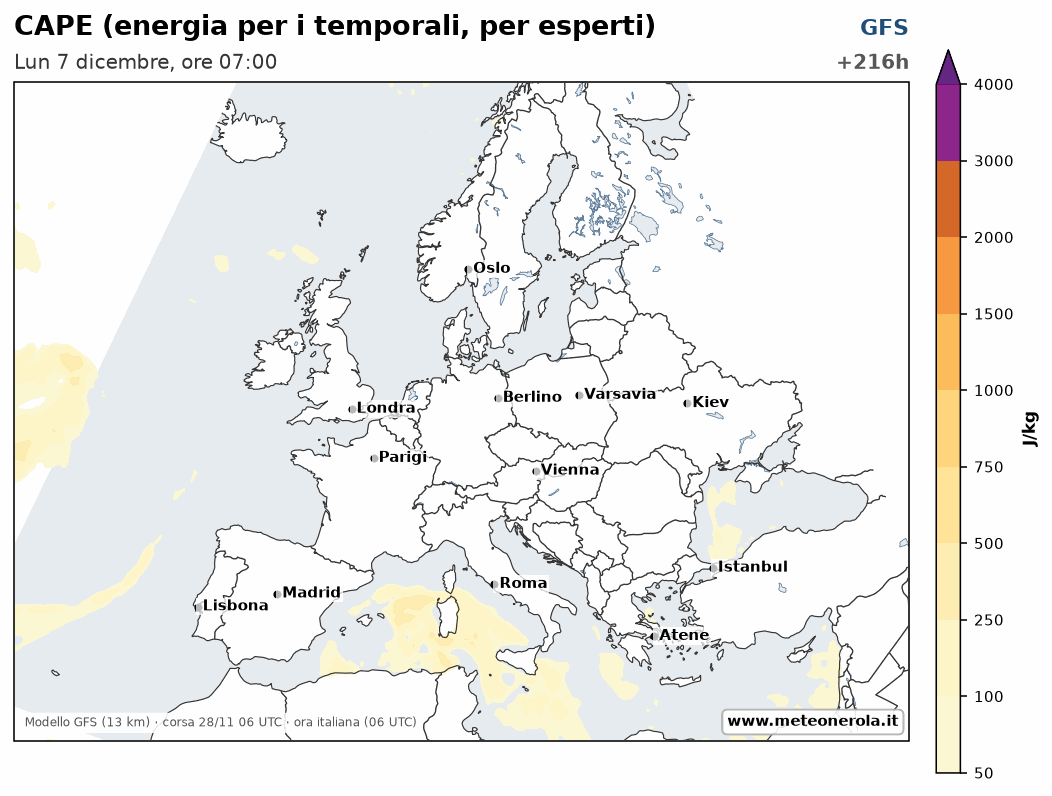 CAPE (energia per i temporali, per esperti)
GFS
Lun 7 dicembre, ore 07:00
+216h
4000
3000
2000
1500
1000
750
500
250
100
50
J/kg
Oslo
Londra
Berlino
Varsavia
Kiev
Parigi
Vienna
Istanbul
Roma
Madrid
Lisbona
Atene
Modello GFS (13 km) · corsa 28/11 06 UTC · ora italiana (06 UTC)
www.meteonerola.it